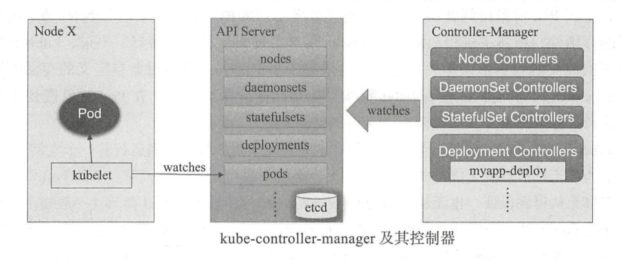 Node X
Pod
kubelet
watches
API Server
nodes
daemonsets
statefulsets
deployments
pods
etcd
watches
Controller-Manager
Node Controllers
DaemonSet Controllers
StatefulSet Controllers
Deployment Controllers
myapp-deploy
kube-controller-manager 及其控制器